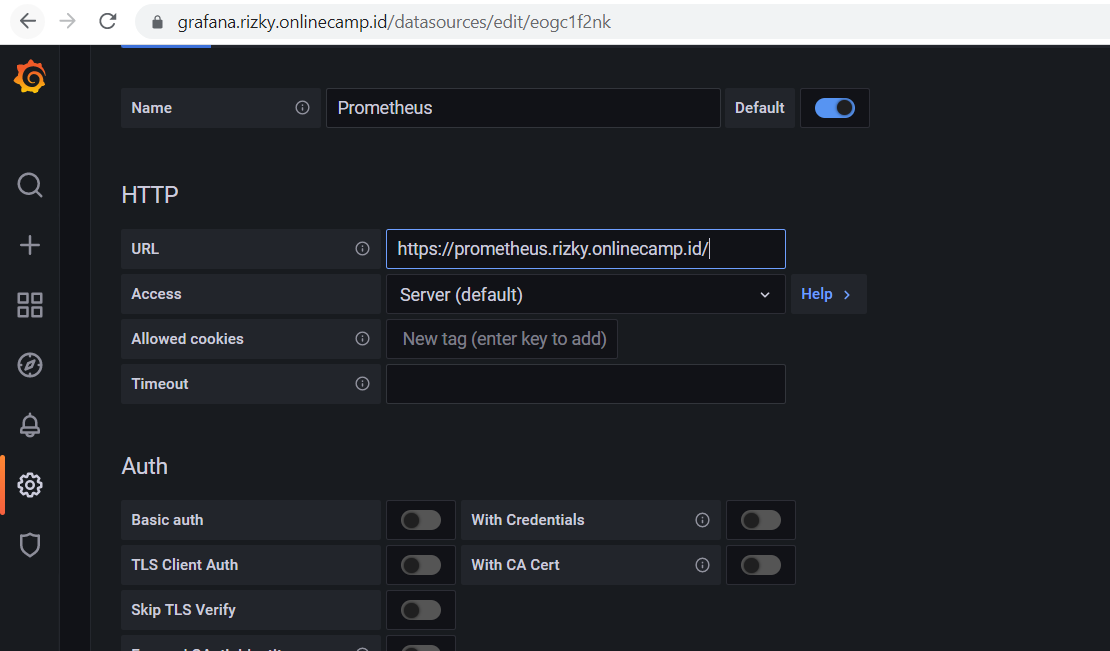 grafana.rizky.onlinecamp.id/datasources/edit/eogc1f2nk
Name Prometheus Default
HTTP
URL https://prometheus.rizky.onlinecamp.id/
Access Server (default) Help >
Allowed cookies New tag (enter key to add)
Timeout
Auth
Basic auth With Credentials
TLS Client Auth With CA Cert
Skip TLS Verify